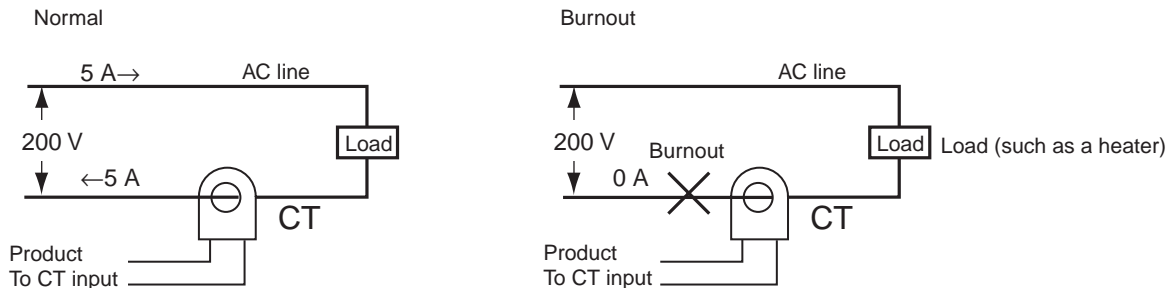 Normal
5 A→
AC line
200 V
Load
←5 A
CT
Product
To CT input
Burnout
AC line
200 V
Load
Load (such as a heater)
Burnout
0 A
CT
Product
To CT input